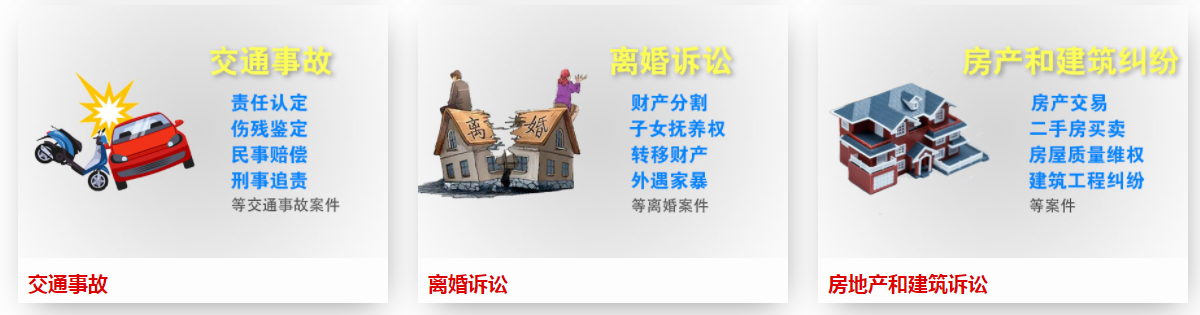 交通事故
责任认定
伤残鉴定
民事赔偿
刑事追责
等交通事故案件
交通事故
离婚诉讼
离
婚
财产分割
子女抚养权
转移财产
外遇家暴
等离婚案件
离婚诉讼
房产和建筑纠纷
房产交易
二手房买卖
房屋质量维权
建筑工程纠纷
等案件
房地产和建筑诉讼